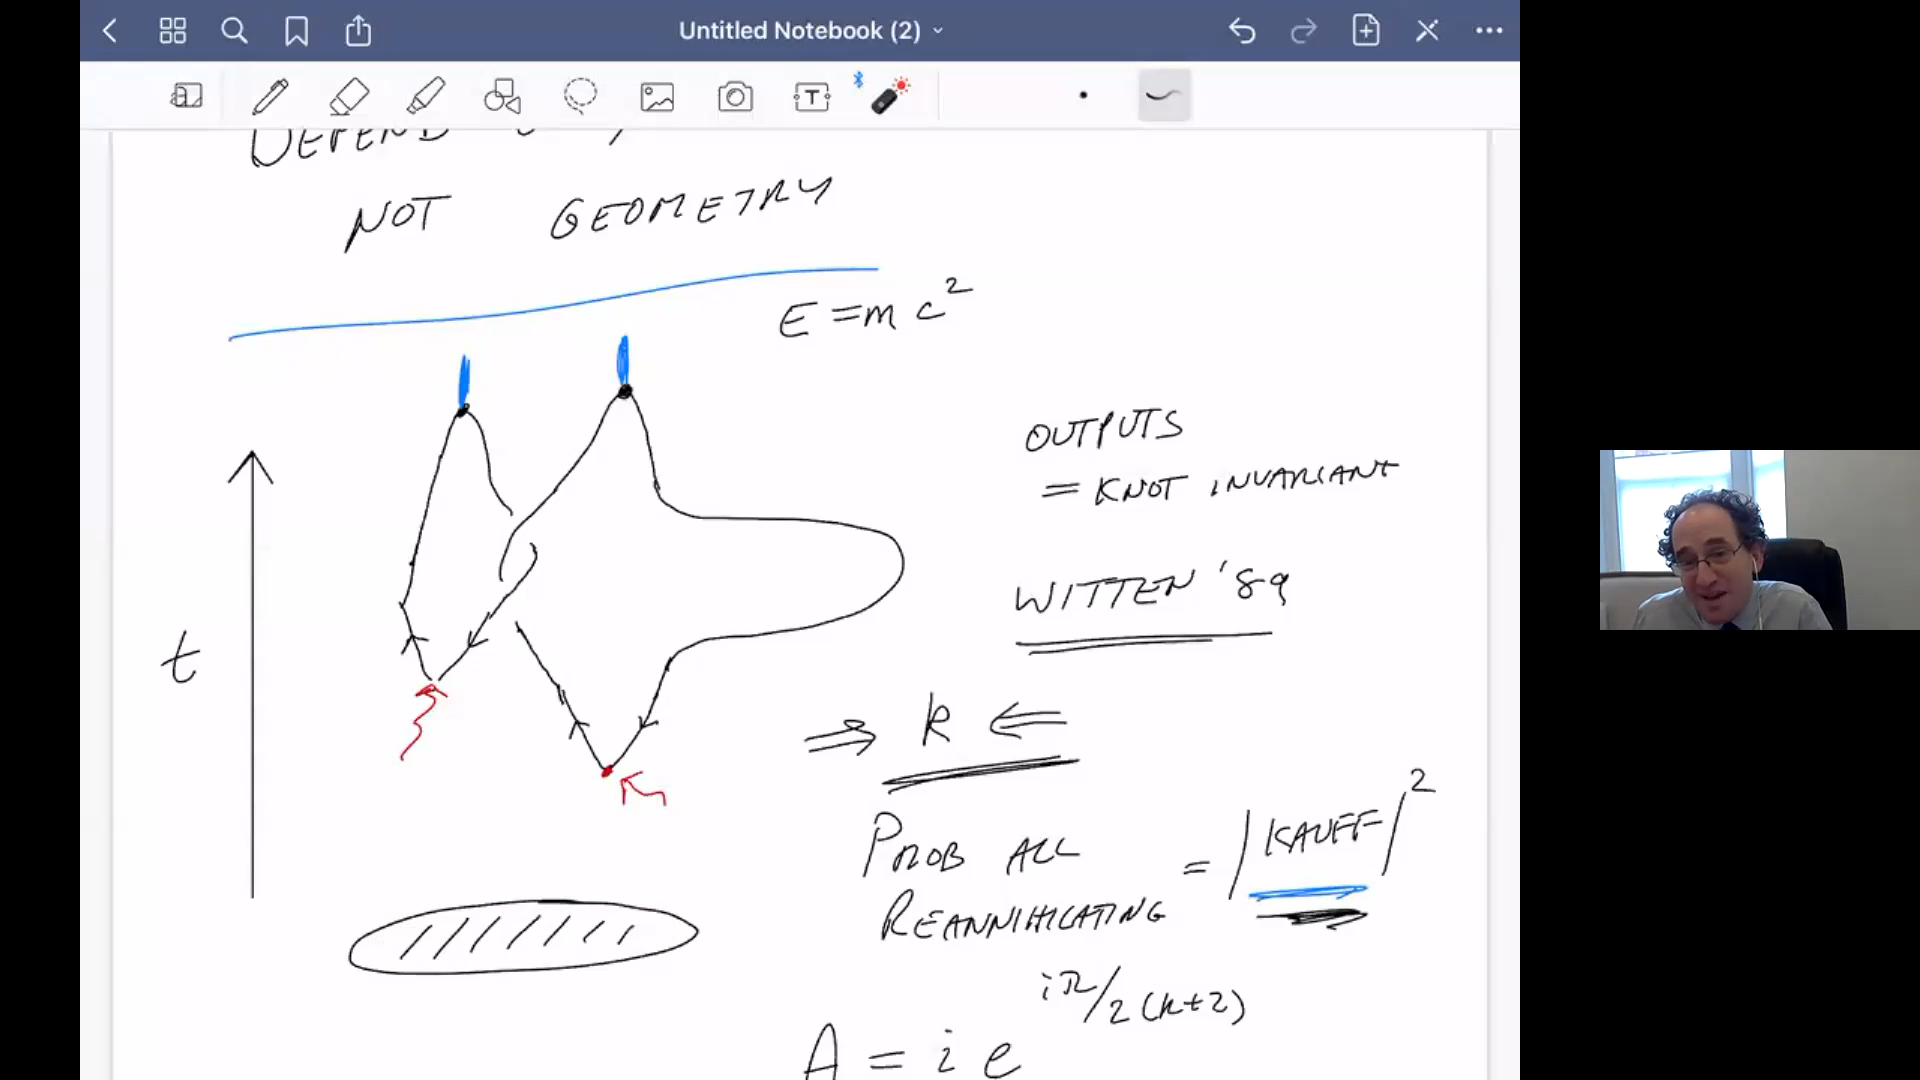 Untitled Notebook (2)
T
DEPEND
NOT GEOMETRY
E = mc²
OUTPUTS
= KNOT INVARIANT
WITTEN '89
t
⇒ k ⇐
PROB ALL
REANNIHILATING = |KAUFF|²
A = i e^{iπ/2(k+2)}